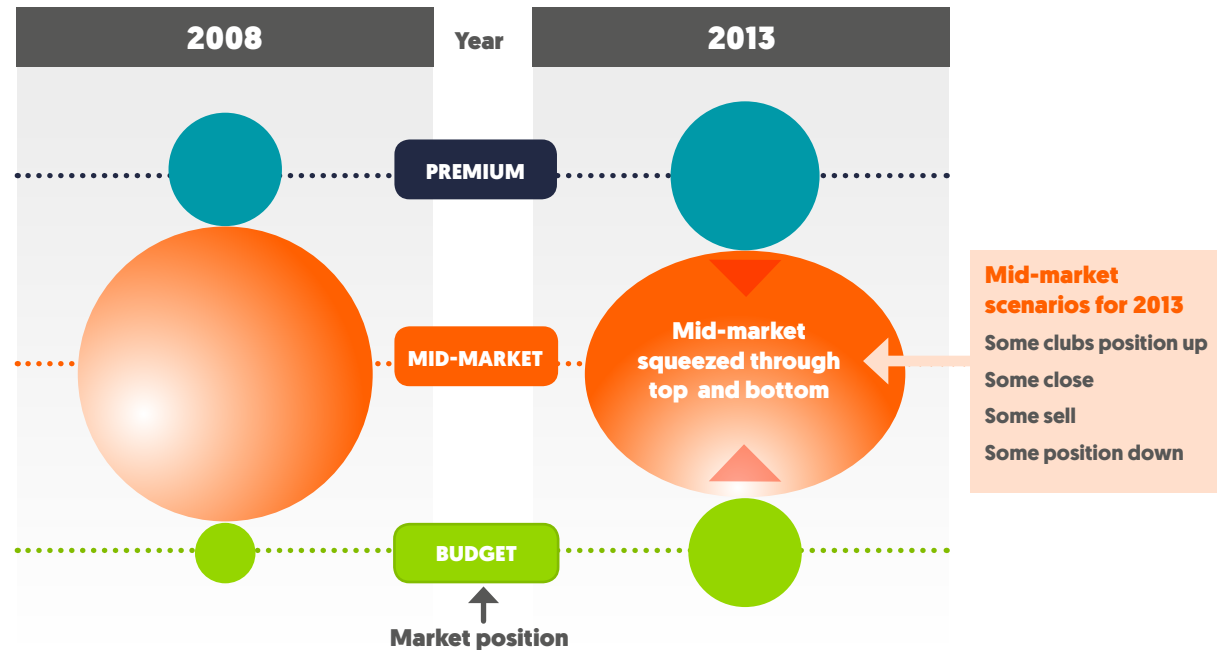 2008
Year
2013
PREMIUM
MID-MARKET
Mid-market
squeezed through
top and bottom
Mid-market
scenarios for 2013
Some clubs position up
Some close
Some sell
Some position down
BUDGET
Market position